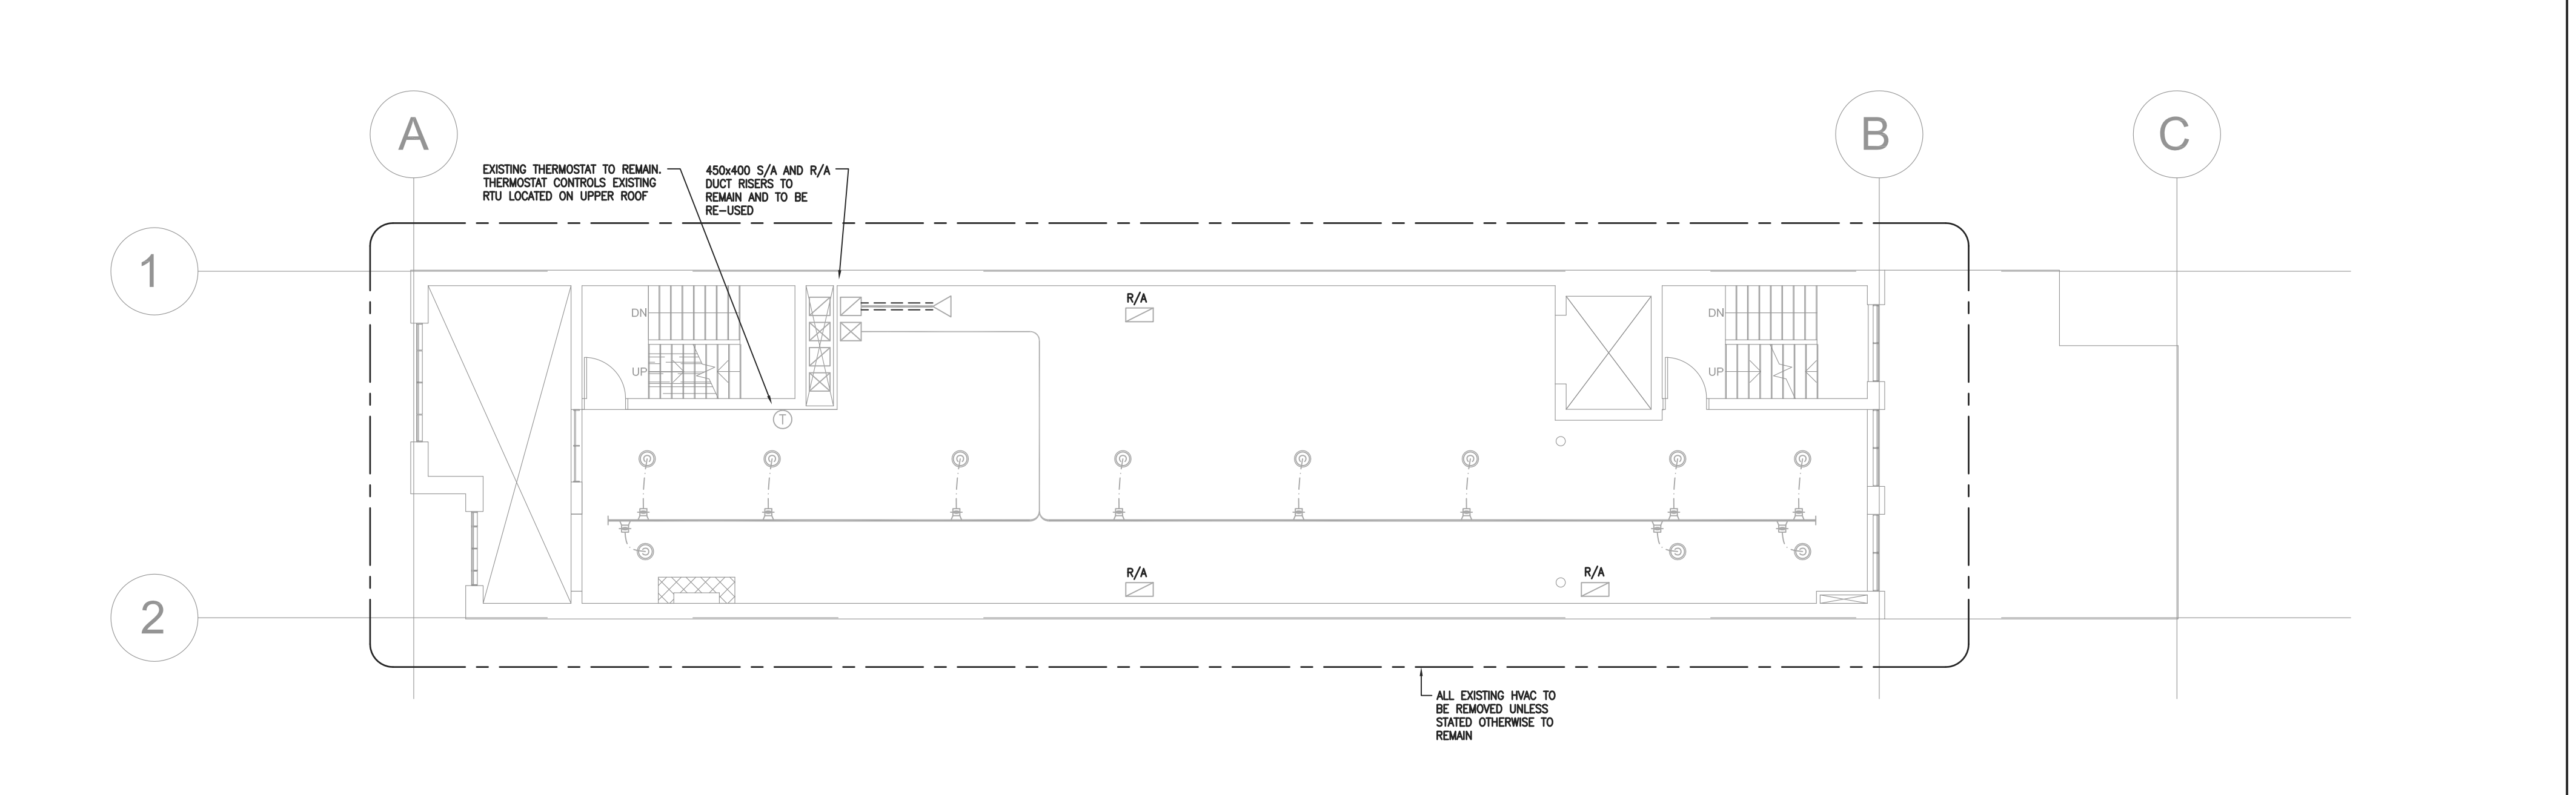 A
B
C
EXISTING THERMOSTAT TO REMAIN.
THERMOSTAT CONTROLS EXISTING
RTU LOCATED ON UPPER ROOF
450x400 S/A AND R/A
DUCT RISERS TO
REMAIN AND TO BE
RE-USED
1
R/A
DN
DN
UP
UP
T
R/A
R/A
2
ALL EXISTING HVAC TO
BE REMOVED UNLESS
STATED OTHERWISE TO
REMAIN